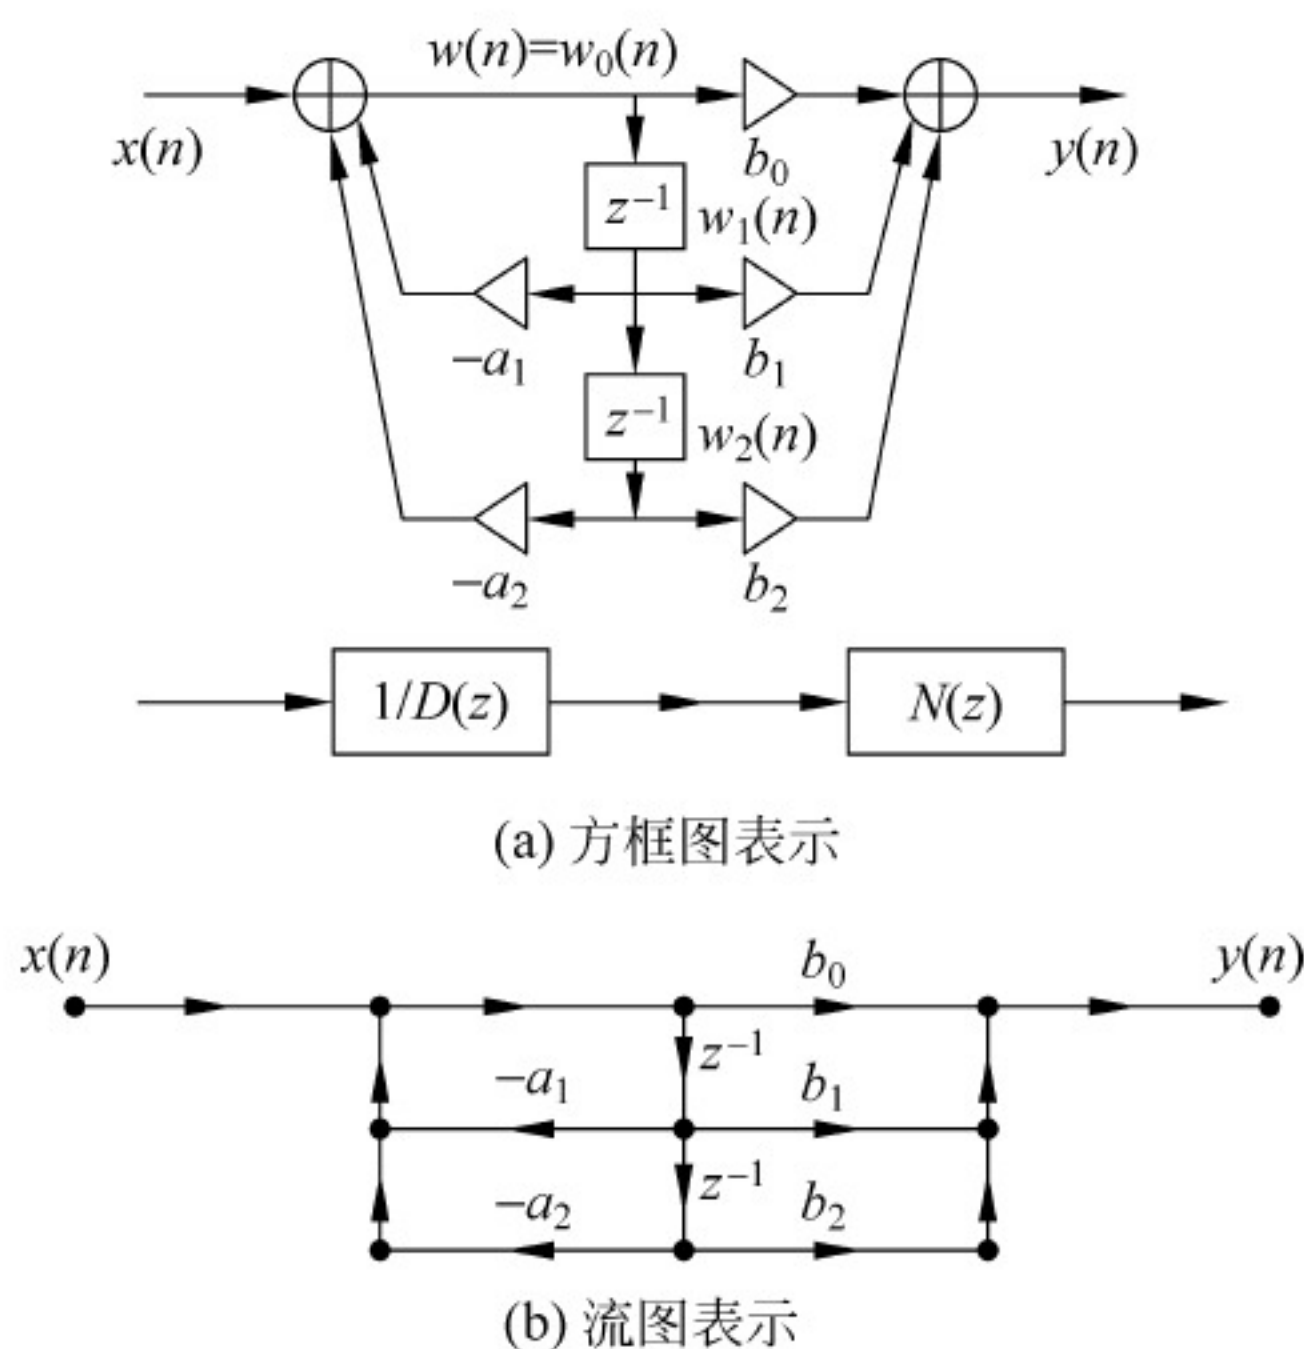 w(n)=w₀(n)
x(n)
b₀
y(n)
z⁻¹
w₁(n)
−a₁
b₁
z⁻¹
w₂(n)
−a₂
b₂
1/D(z)
N(z)
(a) 方框图表示
x(n)
b₀
y(n)
z⁻¹
−a₁
b₁
z⁻¹
−a₂
b₂
(b) 流图表示